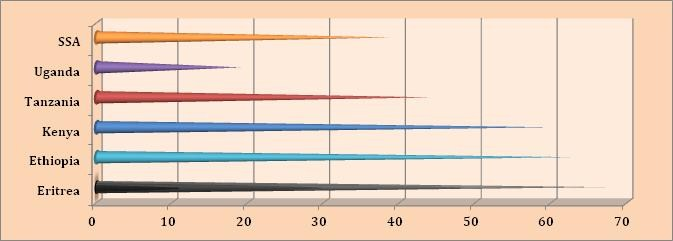 SSA
Uganda
Tanzania
Kenya
Ethiopia
Eritrea
0 10 20 30 40 50 60 70